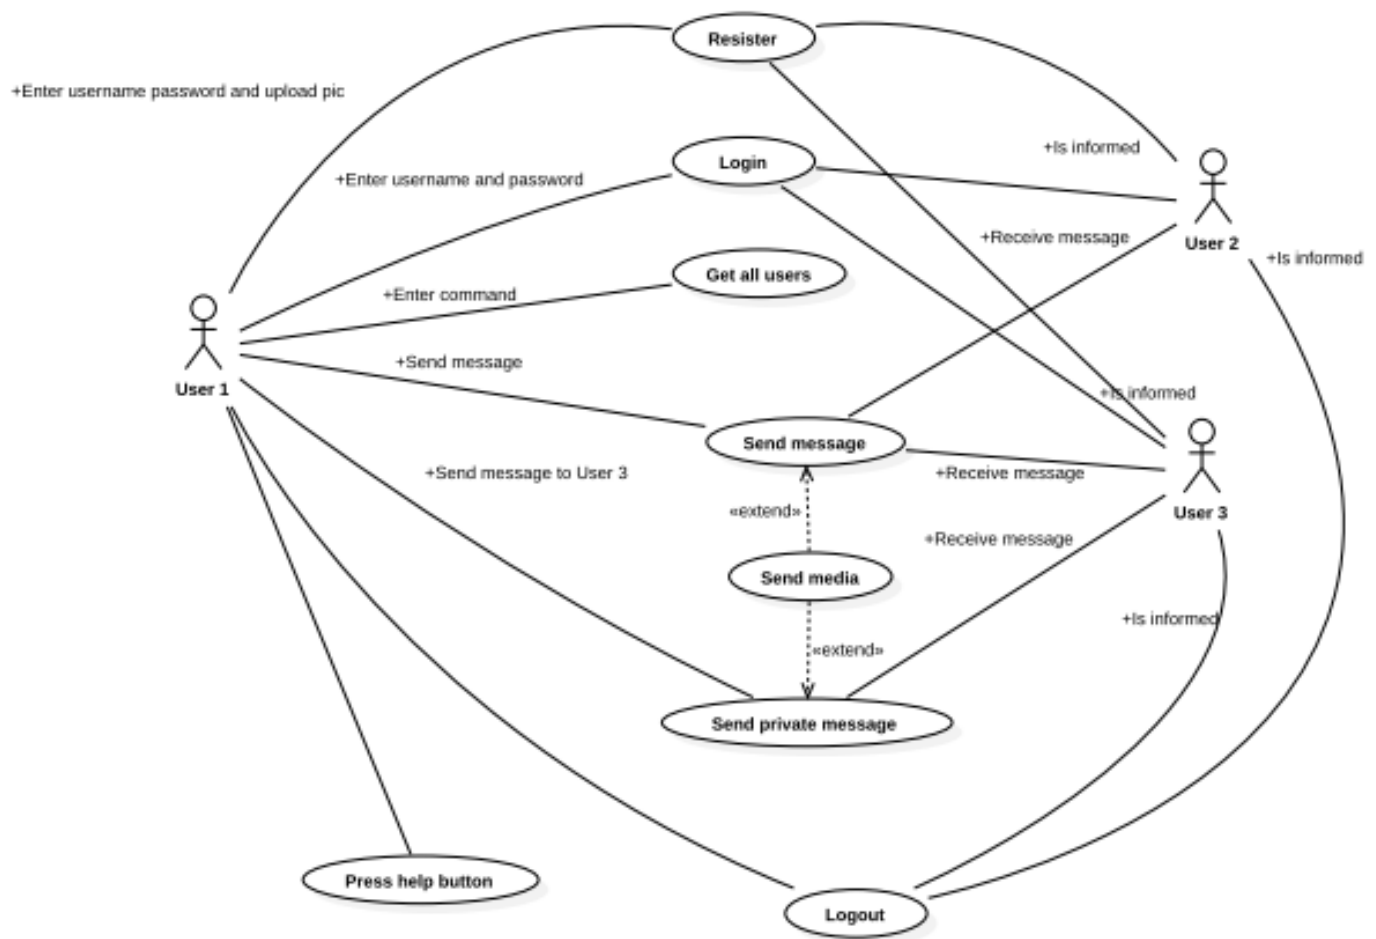 Resister
+Enter username password and upload pic
+Is informed
Login
+Enter username and password
+Receive message
User 2
+Is informed
Get all users
+Enter command
+Send message
User 1
+Is informed
Send message
+Send message to User 3
+Receive message
«extend»
User 3
+Receive message
Send media
+Is informed
«extend»
Send private message
Press help button
Logout